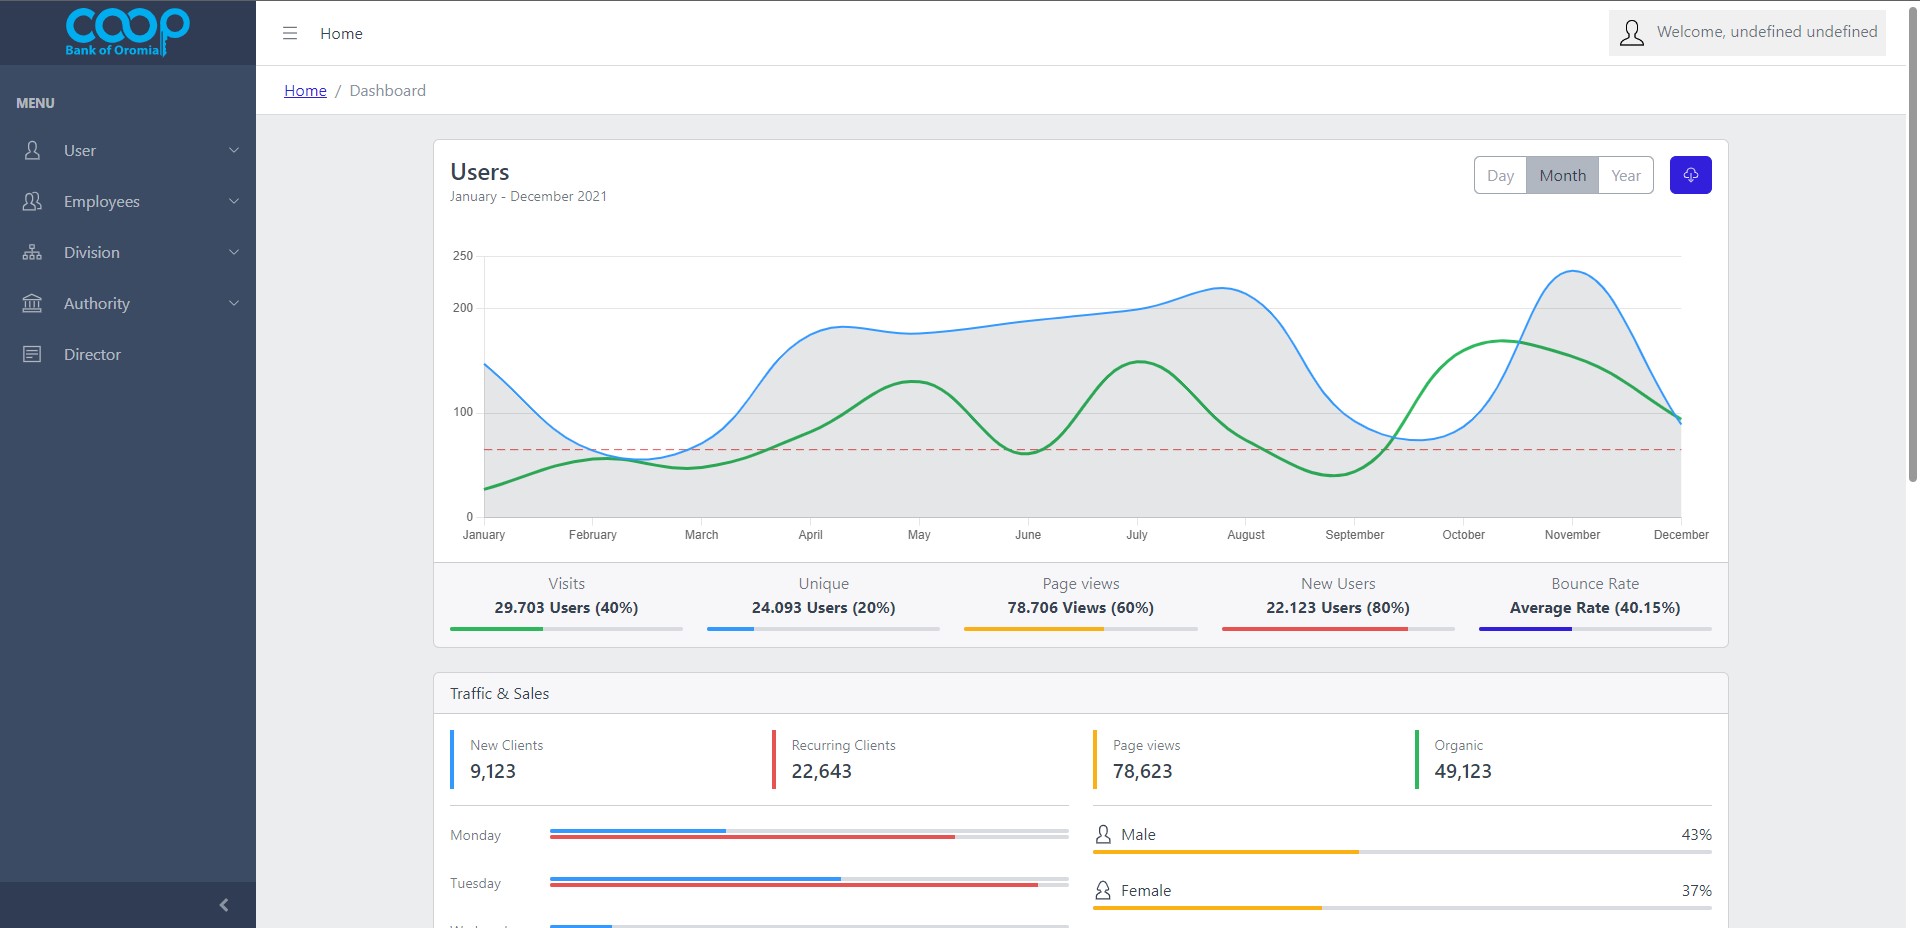 coop
Bank of Oromia
Home
Welcome, undefined undefined
Home / Dashboard
MENU
User
Employees
Division
Authority
Director
Users
January - December 2021
Day Month Year
250
200
100
0
January February March April May June July August September October November December
Visits
29.703 Users (40%)
Unique
24.093 Users (20%)
Page views
78.706 Views (60%)
New Users
22.123 Users (80%)
Bounce Rate
Average Rate (40.15%)
Traffic & Sales
New Clients
9,123
Recurring Clients
22,643
Page views
78,623
Organic
49,123
Monday
Tuesday
Male 43%
Female 37%